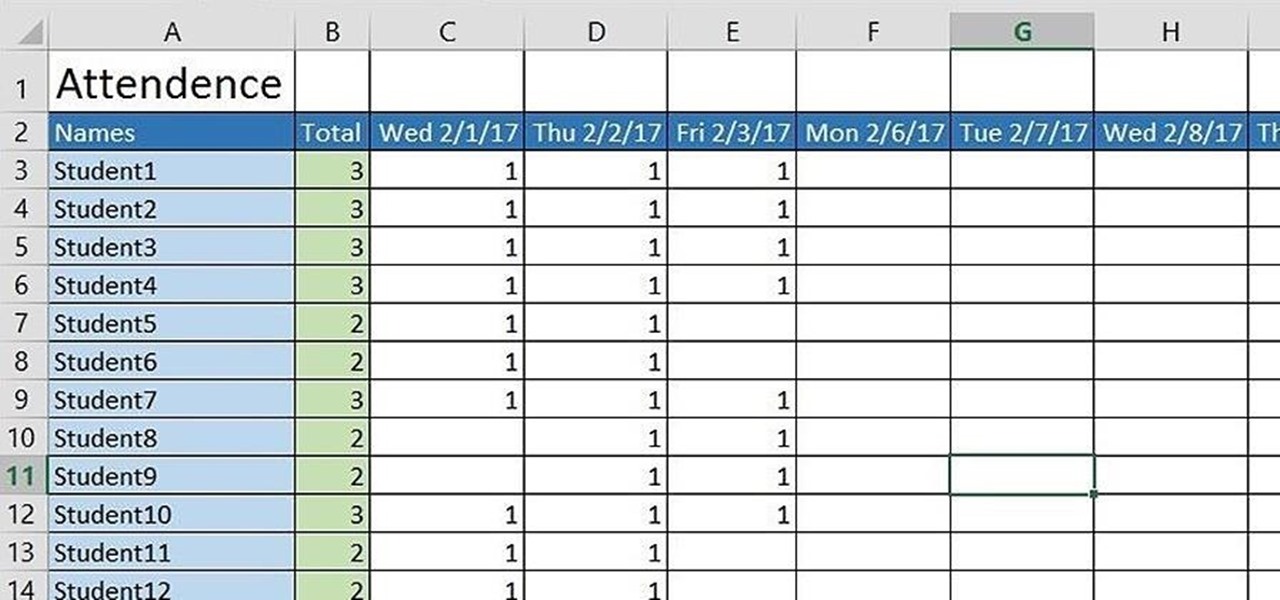 A B C D E F G H
1 Attendence
2 Names Total Wed 2/1/17 Thu 2/2/17 Fri 2/3/17 Mon 2/6/17 Tue 2/7/17 Wed 2/8/17 Th
3 Student1 3 1 1 1
4 Student2 3 1 1 1
5 Student3 3 1 1 1
6 Student4 3 1 1 1
7 Student5 2 1 1
8 Student6 2 1 1
9 Student7 3 1 1 1
10 Student8 2 1 1
11 Student9 2 1 1
12 Student10 3 1 1 1
13 Student11 2 1 1
14 Student12 2 1 1